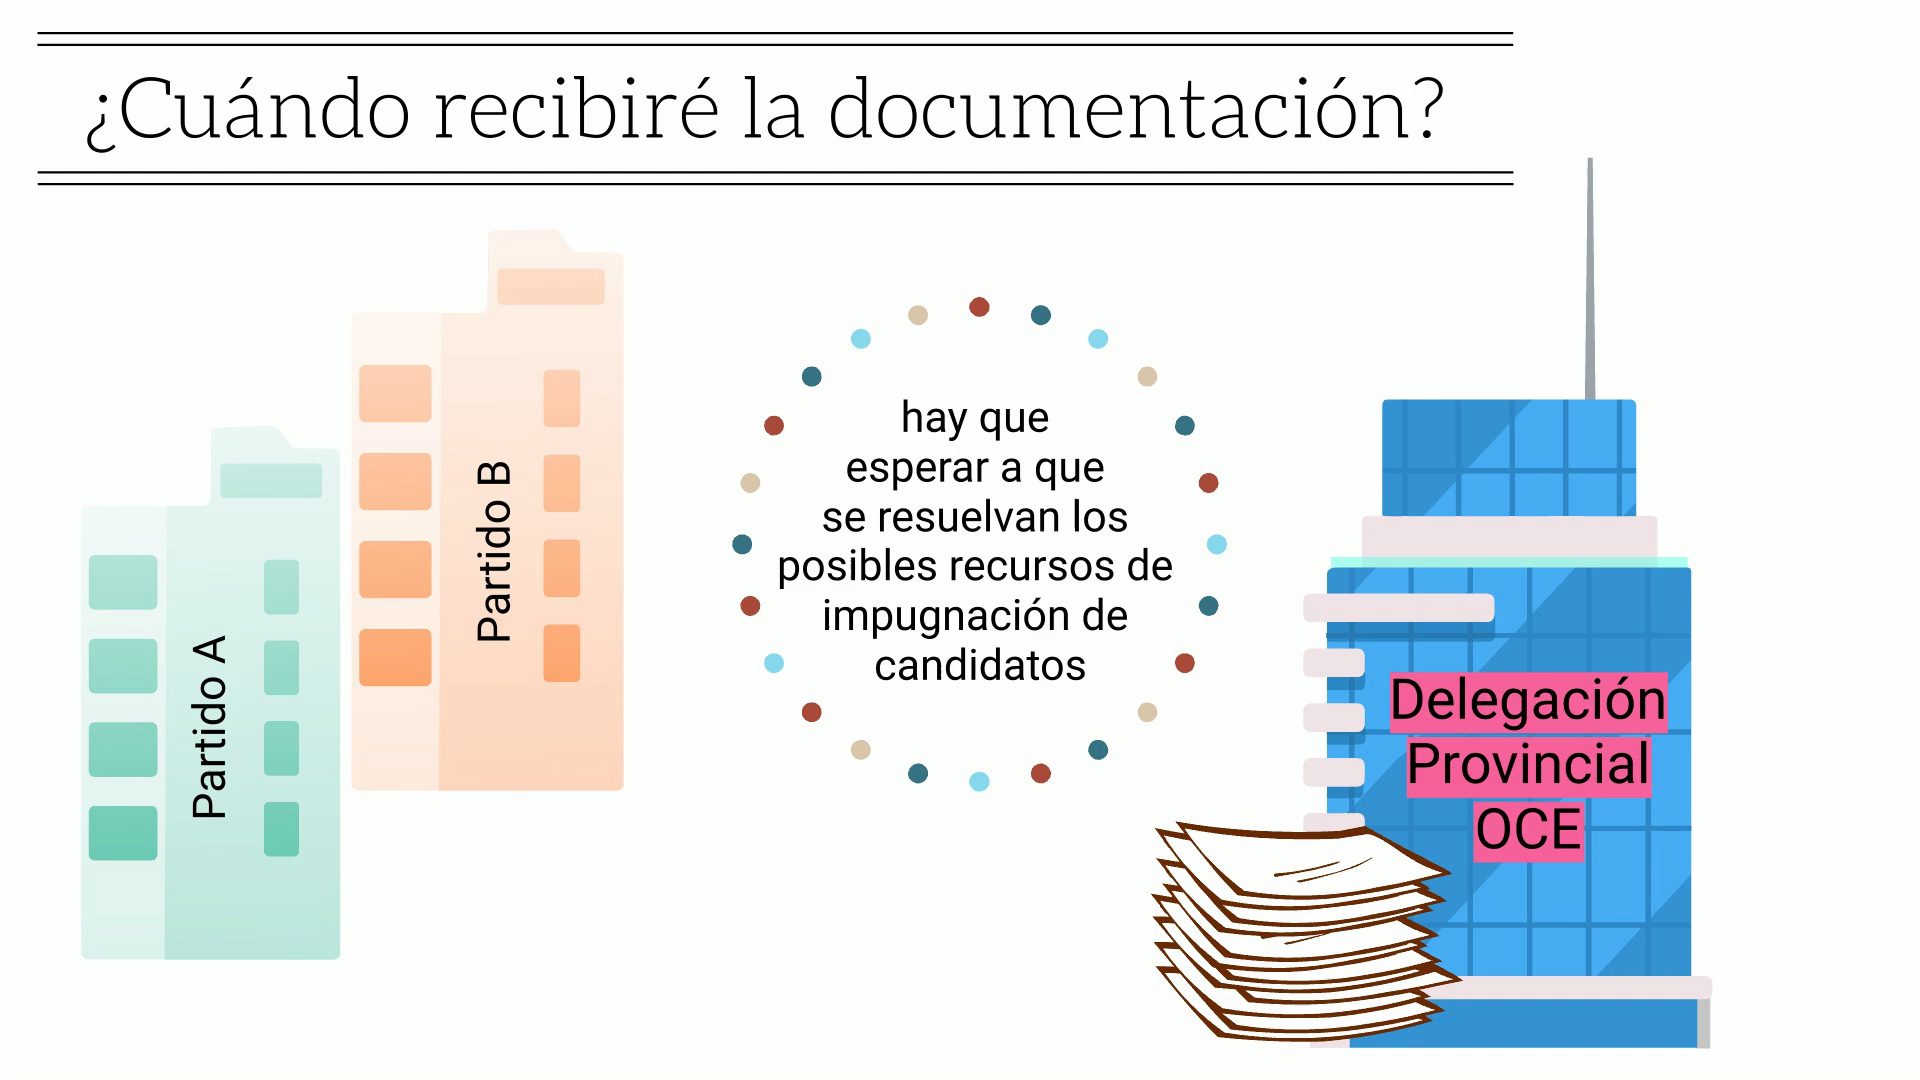 ¿Cuándo recibiré la documentación?
Partido A
Partido B
hay que
esperar a que
se resuelvan los
posibles recursos de
impugnación de
candidatos
Delegación
Provincial
OCE